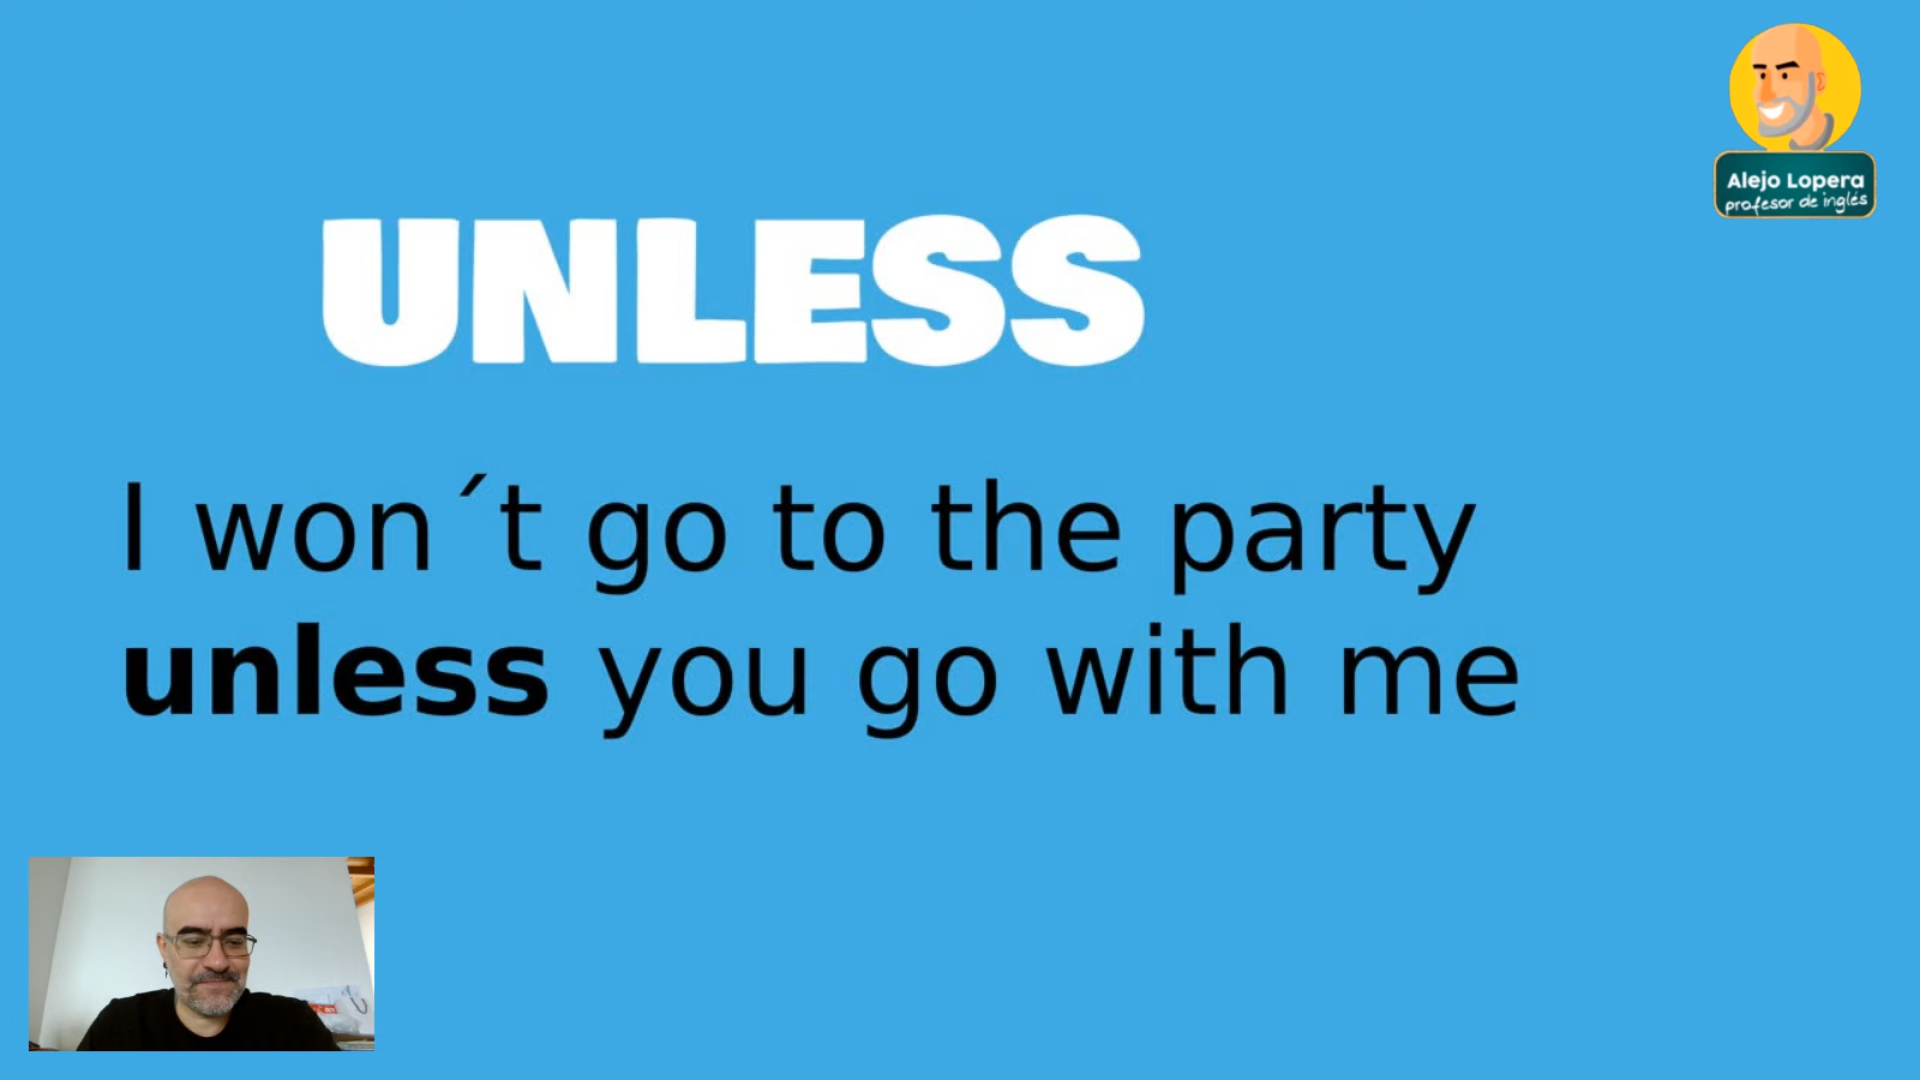 Alejo Lopera
profesor de inglés
UNLESS
I won´t go to the party
unless you go with me